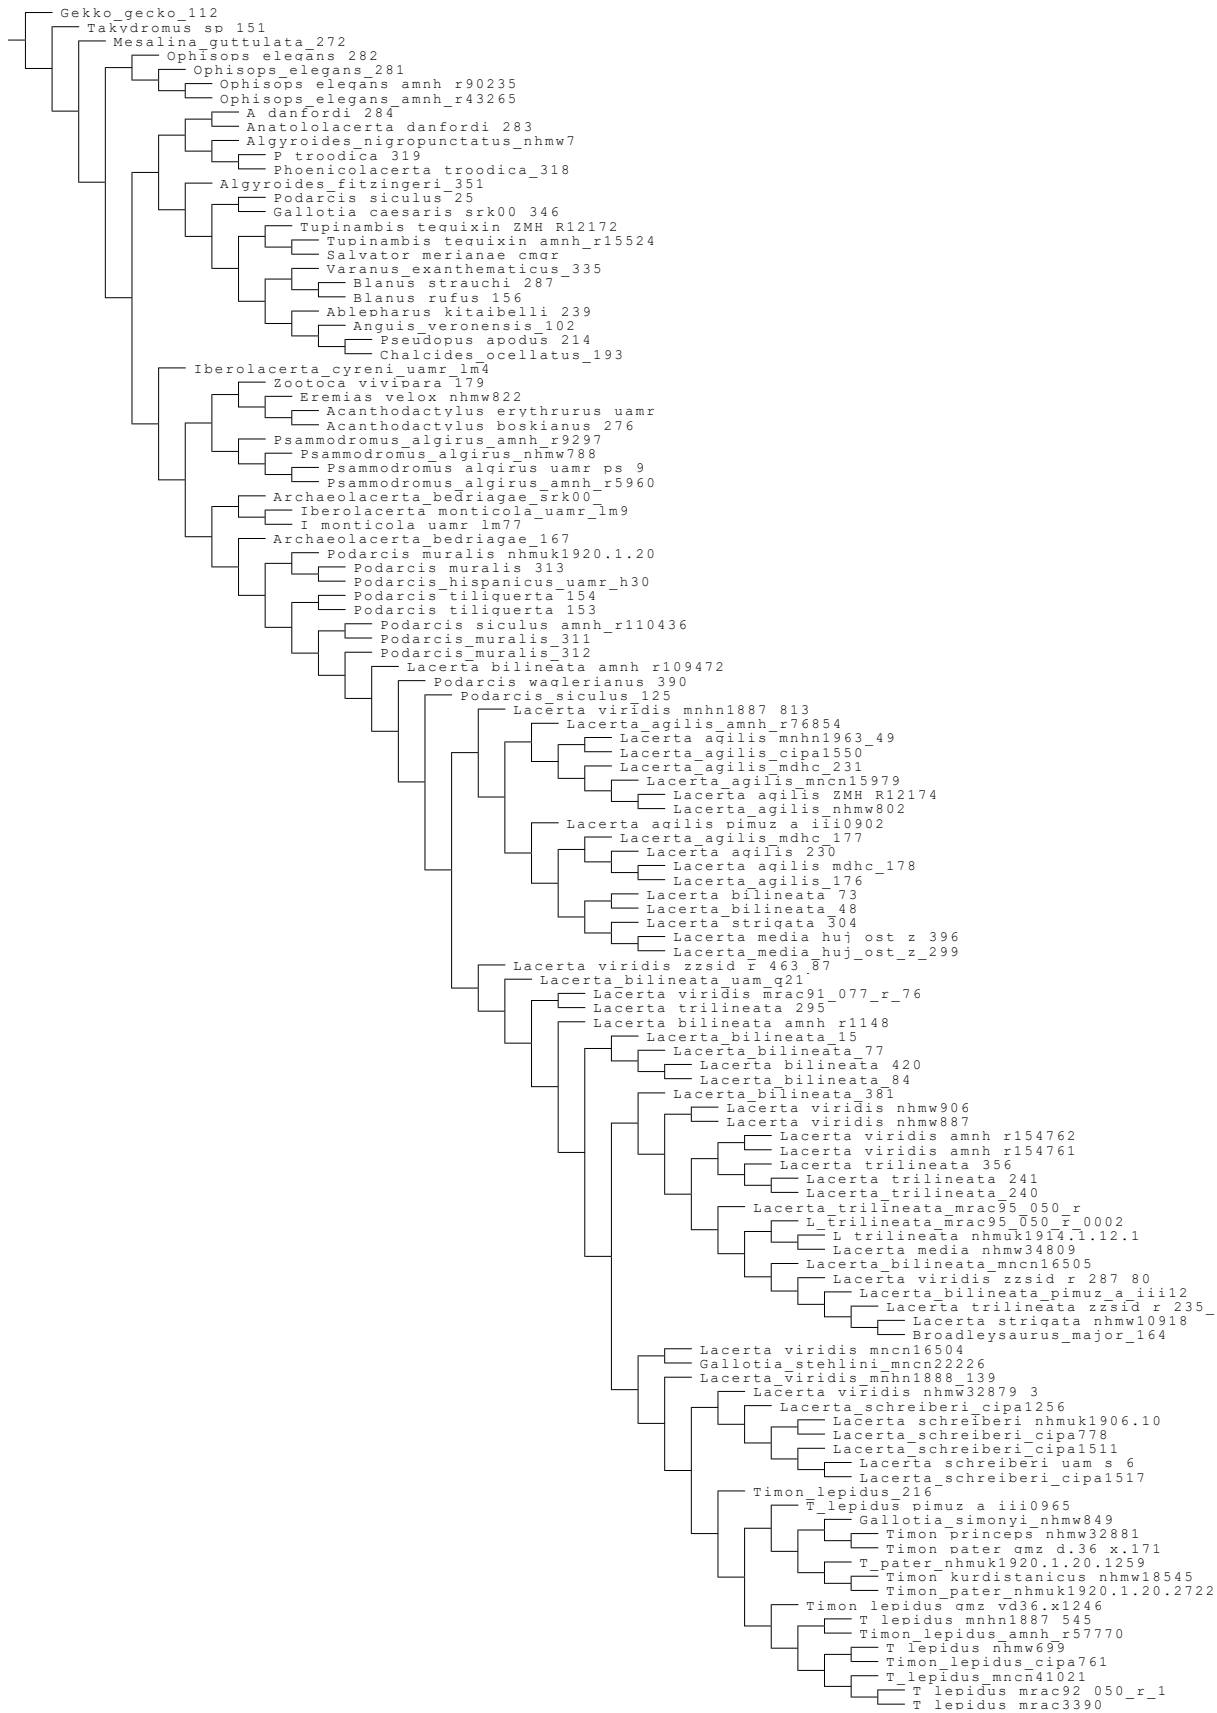 Gekko_gecko_112
Takydromus_sp_151
Mesalina_guttulata_272
Ophisops_elegans_282
Ophisops_elegans_281
Ophisops_elegans_amnh_r90235
Ophisops_elegans_amnh_r43265
A_danfordi_284
Anatololacerta_danfordi_283
Algyroides_nigropunctatus_nhmw7
P_troodica_319
Phoenicolacerta_troodica_318
Algyroides_fitzingeri_351
Podarcis_siculus_25
Gallotia_caesaris_srk00_346
Tupinambis_teguixin_ZMH_R12172
Tupinambis_teguixin_amnh_r15524
Salvator_merianae_cmgr
Varanus_exanthematicus_335
Blanus_strauchi_287
Blanus_rufus_156
Ablepharus_kitaibelli_239
Anguis_veronensis_102
Pseudopus_apodus_214
Chalcides_ocellatus_193
Iberolacerta_cyreni_uamr_lm4
Zootoca_vivipara_179
Eremias_velox_nhmw822
Acanthodactylus_erythrurus_uamr
Acanthodactylus_boskianus_276
Psammodromus_algirus_amnh_r9297
Psammodromus_algirus_nhmw788
Psammodromus_algirus_uamr_ps_9
Psammodromus_algirus_amnh_r5960
Archaeolacerta_bedriagae_srk00_
Iberolacerta_monticola_uamr_lm9
I_monticola_uamr_lm77
Archaeolacerta_bedriagae_167
Podarcis_muralis_nhmuk1920.1.20
Podarcis_muralis_313
Podarcis_hispanicus_uamr_h30
Podarcis_tiliguerta_154
Podarcis_tiliguerta_153
Podarcis_siculus_amnh_r110436
Podarcis_muralis_311
Podarcis_muralis_312
Lacerta_bilineata_amnh_r109472
Podarcis_waglerianus_390
Podarcis_siculus_125
Lacerta_viridis_mnhn1887_813
Lacerta_agilis_amnh_r76854
Lacerta_agilis_mnhn1963_49
Lacerta_agilis_cipa1550
Lacerta_agilis_mdhc_231
Lacerta_agilis_mncn15979
Lacerta_agilis_ZMH_R12174
Lacerta_agilis_nhmw802
Lacerta_agilis_pimuz_a_iii0902
Lacerta_agilis_mdhc_177
Lacerta_agilis_230
Lacerta_agilis_mdhc_178
Lacerta_agilis_176
Lacerta_bilineata_73
Lacerta_bilineata_48
Lacerta_strigata_304
Lacerta_media_huj_ost_z_396
Lacerta_media_huj_ost_z_299
Lacerta_viridis_zzsid_r_463_87
Lacerta_bilineata_uam_q21
Lacerta_viridis_mrac91_077_r_76
Lacerta_trilineata_295
Lacerta_bilineata_amnh_r1148
Lacerta_bilineata_15
Lacerta_bilineata_77
Lacerta_bilineata_420
Lacerta_bilineata_84
Lacerta_bilineata_381
Lacerta_viridis_nhmw906
Lacerta_viridis_nhmw887
Lacerta_viridis_amnh_r154762
Lacerta_viridis_amnh_r154761
Lacerta_trilineata_356
Lacerta_trilineata_241
Lacerta_trilineata_240
Lacerta_trilineata_mrac95_050_r
L_trilineata_mrac95_050_r_0002
L_trilineata_nhmuk1914.1.12.1
Lacerta_media_nhmw34809
Lacerta_bilineata_mncn16505
Lacerta_viridis_zzsid_r_287_80
Lacerta_bilineata_pimuz_a_iii12
Lacerta_trilineata_zzsid_r_235_
Lacerta_strigata_nhmw10918
Broadleysaurus_major_164
Lacerta_viridis_mncn16504
Gallotia_stehlini_mncn22226
Lacerta_viridis_mnhn1888_139
Lacerta_viridis_nhmw32879_3
Lacerta_schreiberi_cipa1256
Lacerta_schreiberi_nhmuk1906.10
Lacerta_schreiberi_cipa778
Lacerta_schreiberi_cipa1511
Lacerta_schreiberi_uam_s_6
Lacerta_schreiberi_cipa1517
Timon_lepidus_216
T_lepidus_pimuz_a_iii0965
Gallotia_simonyi_nhmw849
Timon_princeps_nhmw32881
Timon_pater_gmz_d.36_x.171
T_pater_nhmuk1920.1.20.1259
Timon_kurdistanicus_nhmw18545
Timon_pater_nhmuk1920.1.20.2722
Timon_lepidus_gmz_vd36.x1246
T_lepidus_mnhn1887_545
Timon_lepidus_amnh_r57770
T_lepidus_nhmw699
Timon_lepidus_cipa761
T_lepidus_mncn41021
T_lepidus_mrac92_050_r_1
T_lepidus_mrac3390